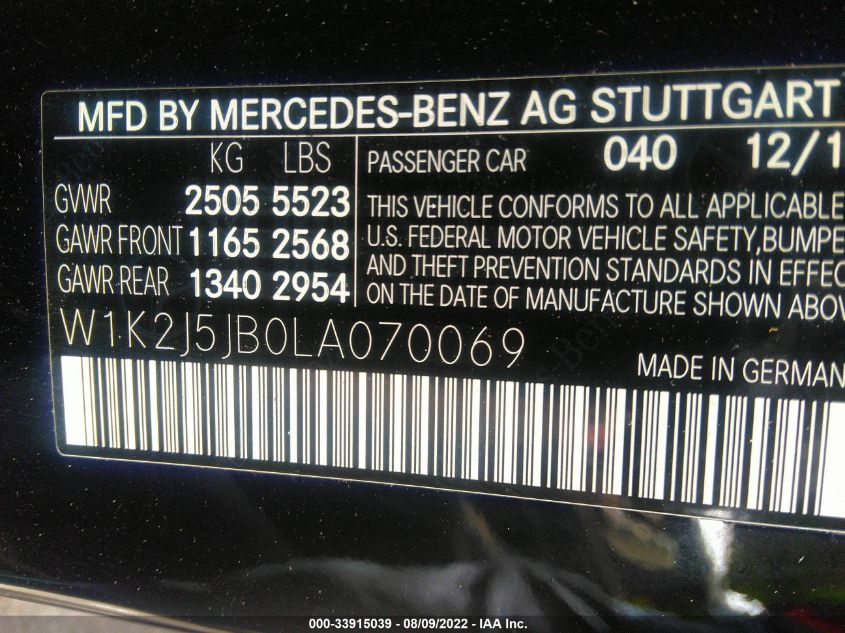 MFD BY MERCEDES-BENZ AG STUTTGART
KG LBS
GVWR 2505 5523
GAWR FRONT 1165 2568
GAWR REAR 1340 2954
PASSENGER CAR 040 12/1
THIS VEHICLE CONFORMS TO ALL APPLICABLE
U.S. FEDERAL MOTOR VEHICLE SAFETY, BUMPE
AND THEFT PREVENTION STANDARDS IN EFFEC
ON THE DATE OF MANUFACTURE SHOWN ABOV
W1K2J5JB0LA070069
MADE IN GERMAN
000-33915039 - 08/09/2022 - IAA Inc.